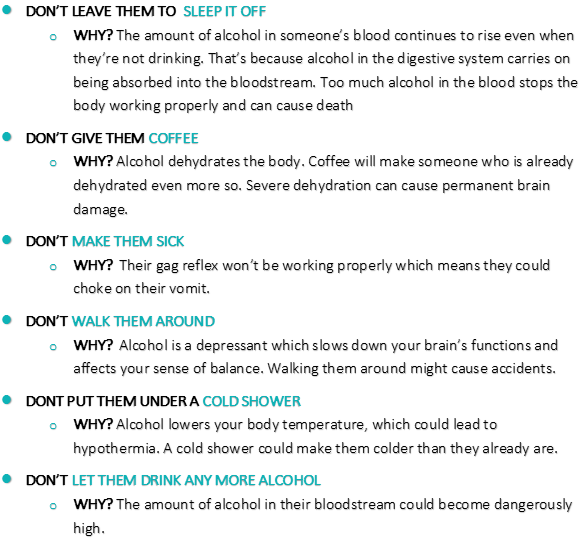 ● DON'T LEAVE THEM TO SLEEP IT OFF
o WHY? The amount of alcohol in someone's blood continues to rise even when
they're not drinking. That's because alcohol in the digestive system carries on
being absorbed into the bloodstream. Too much alcohol in the blood stops the
body working properly and can cause death
● DON'T GIVE THEM COFFEE
o WHY? Alcohol dehydrates the body. Coffee will make someone who is already
dehydrated even more so. Severe dehydration can cause permanent brain
damage.
● DON'T MAKE THEM SICK
o WHY? Their gag reflex won't be working properly which means they could
choke on their vomit.
● DON'T WALK THEM AROUND
o WHY? Alcohol is a depressant which slows down your brain's functions and
affects your sense of balance. Walking them around might cause accidents.
● DONT PUT THEM UNDER A COLD SHOWER
o WHY? Alcohol lowers your body temperature, which could lead to
hypothermia. A cold shower could make them colder than they already are.
● DON'T LET THEM DRINK ANY MORE ALCOHOL
o WHY? The amount of alcohol in their bloodstream could become dangerously
high.